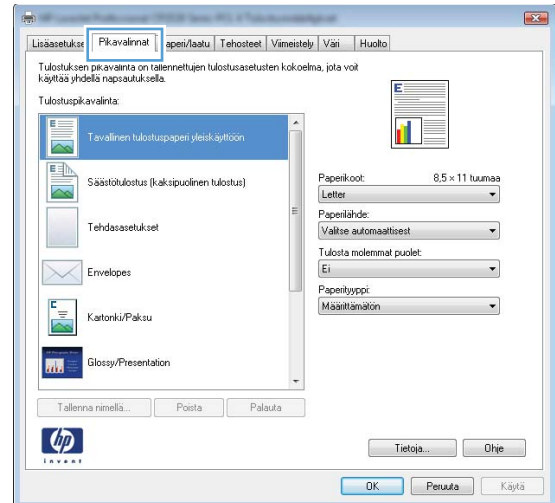 Lisäasetukse Pikavalinnat aperi/laatu Tehosteet Viimeistely Väri Huolto
Tulostuksen pikavalinta on tallennettujen tulostusasetusten kokoelma, jota voit
käyttää yhdellä napsautuksella.
Tulostuspikavalinta:
E
E
Tavallinen tulostuspaperi yleiskäyttöön
E
Säästötulostus (kaksipuolinen tulostus)
Paperikoot: 8,5 × 11 tuumaa
Letter
Paperilähde:
Tehdasasetukset
Valitse automaattisest
Tulosta molemmat puolet:
Envelopes
Ei
Paperityyppi:
E
Kartonki/Paksu
Määrittämätön
Glossy/Presentation
Tallenna nimellä... Poista Palauta
hp
invent
Tietoja... Ohje
OK Peruuta Käytä